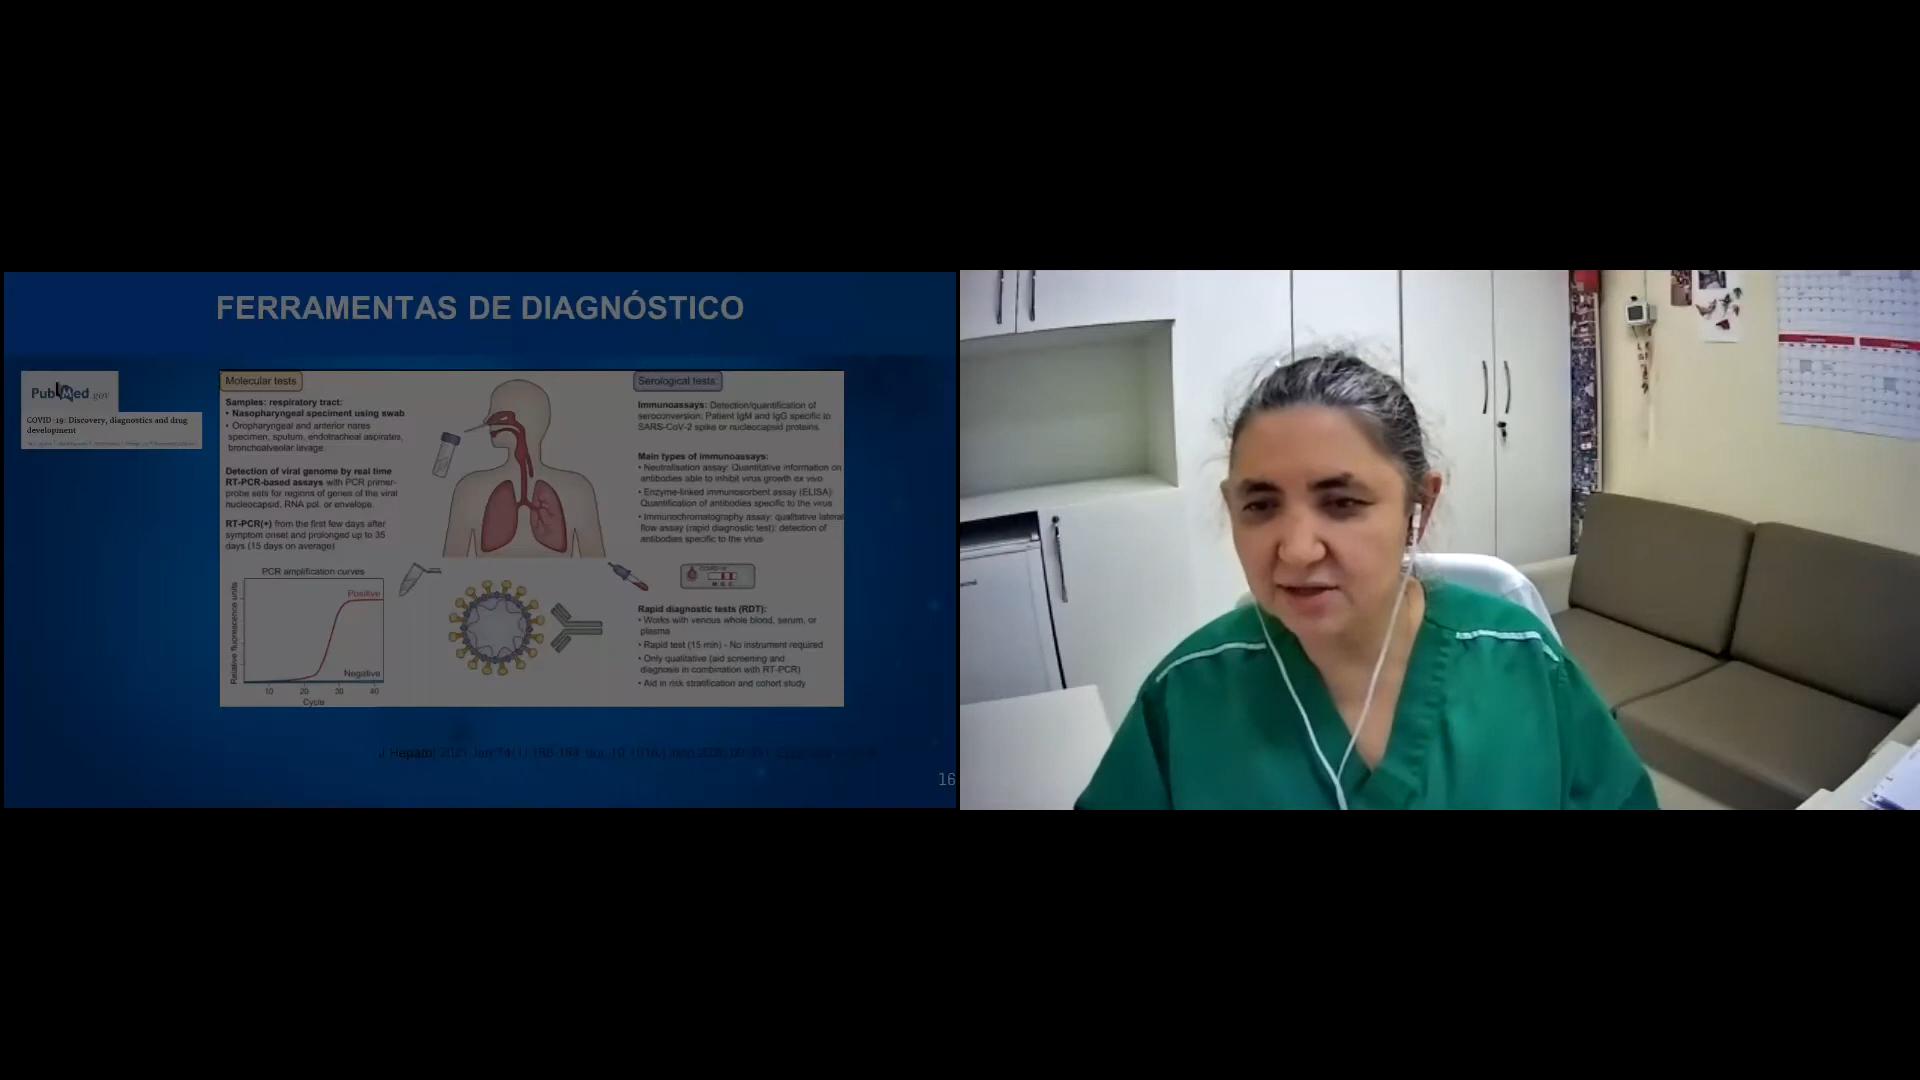 FERRAMENTAS DE DIAGNÓSTICO
PubMed.gov
COVID-19: Discovery, diagnostics and drug
development
Molecular tests
Samples: respiratory tract:
• Nasopharyngeal speciment using swab
• Oropharyngeal and anterior nares
specimen, sputum, endotracheal aspirates,
bronchoalveolar lavage.
Detection of viral genome by real time
RT-PCR-based assays with PCR primer-
probe sets for regions of genes of the viral
nucleocapsid, RNA pol. or envelope.
RT-PCR(+) from the first few days after
symptom onset and prolonged up to 35
days (15 days on average)
PCR amplification curves
Relative fluorescence units
Positive
Negative
10 20 30 40
Cycle
Serological tests:
Immunoassays: Detection/quantification of
seroconversion: Patient IgM and IgG specific to
SARS-CoV-2 spike or nucleocapsid proteins.
Main types of immunoassays:
• Neutralisation assay: Quantitative information on
antibodies able to inhibit virus growth ex vivo
• Enzyme-linked immunosorbent assay (ELISA):
Quantification of antibodies specific to the virus
• Immunochromatography assay: qualitative lateral
flow assay (rapid diagnostic test): detection of
antibodies specific to the virus
COVID-19
M G C
Rapid diagnostic tests (RDT):
• Works with venous whole blood, serum, or
plasma
• Rapid test (15 min) - No instrument required
• Only qualitative (aid screening and
diagnosis in combination with RT-PCR)
• Aid in risk stratification and cohort study
J Hepatol. 2021 Jan;74(1):168-184.
16